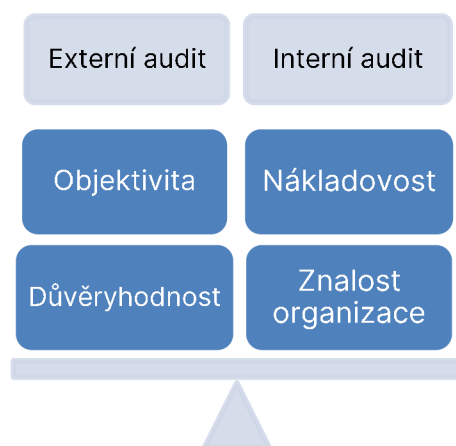 Externí audit
Interní audit
Objektivita
Nákladovost
Důvěryhodnost
Znalost
organizace